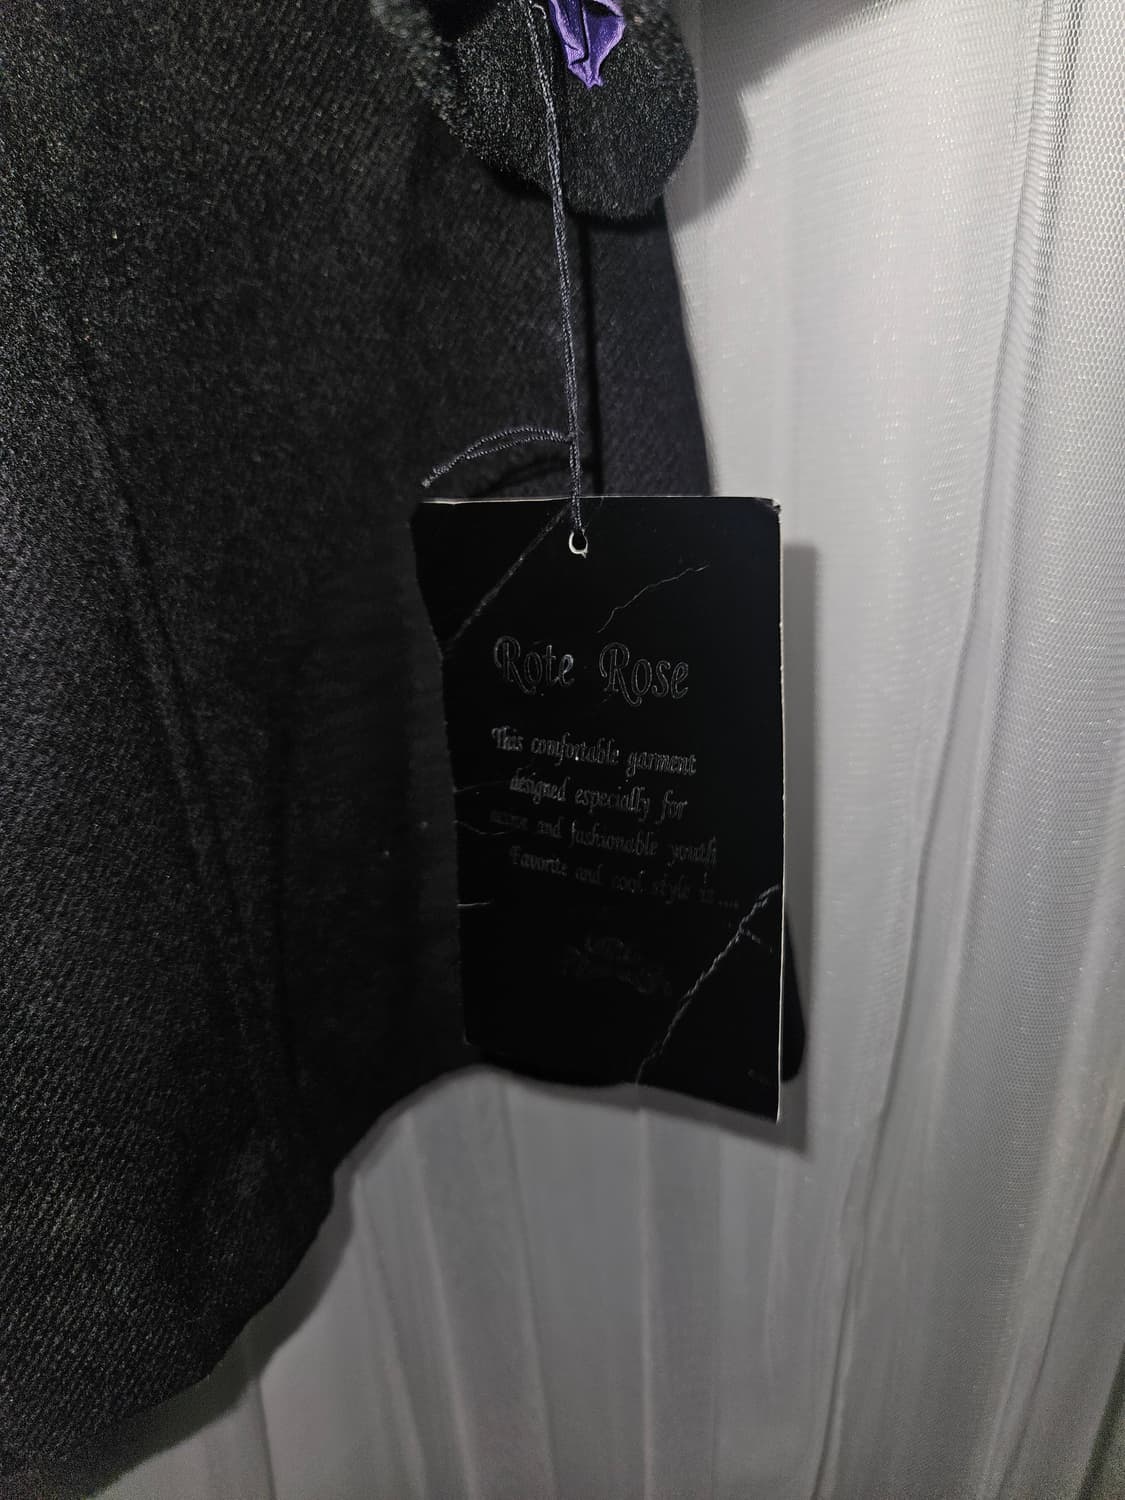 Rote Rose
This comfortable garment
designed especially for
and fashionable youth
Favorite and cool style is....